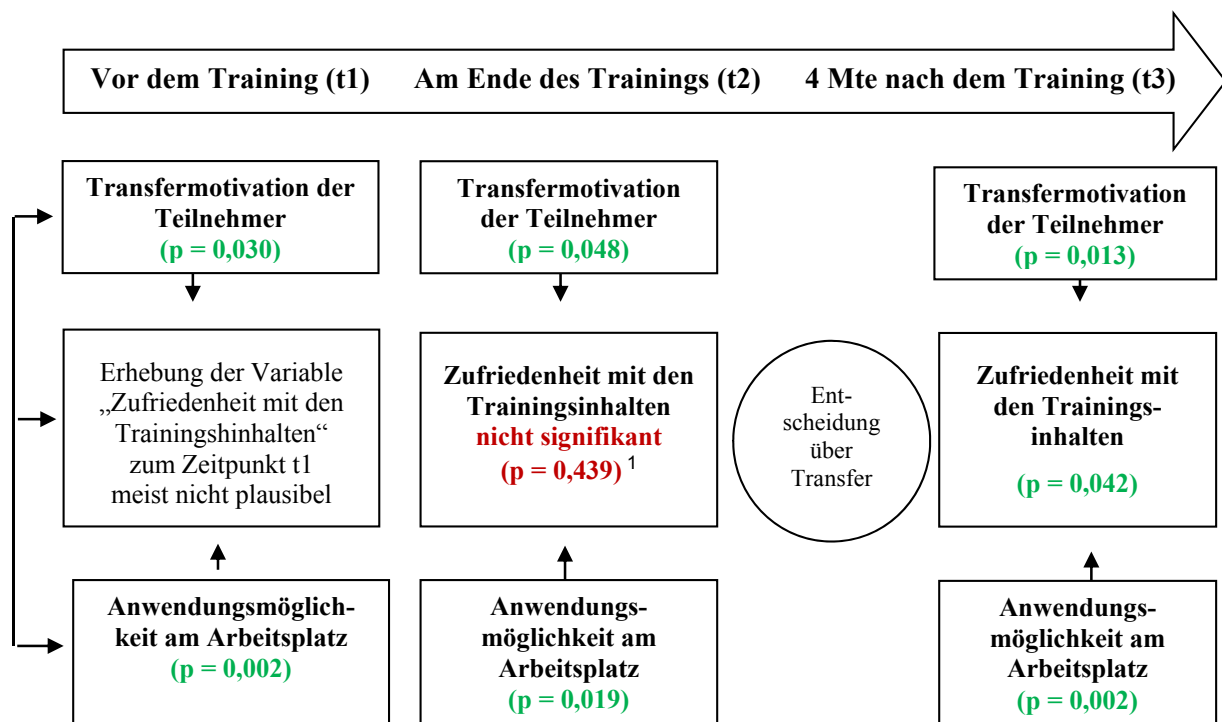 Vor dem Training (t1) Am Ende des Trainings (t2) 4 Mte nach dem Training (t3)
Transfermotivation der
Teilnehmer
(p = 0,030)
Transfermotivation
der Teilnehmer
(p = 0,048)
Transfermotivation
der Teilnehmer
(p = 0,013)
Erhebung der Variable
„Zufriedenheit mit den
Trainingshinhalten“
zum Zeitpunkt t1
meist nicht plausibel
Zufriedenheit mit den
Trainingsinhalten
nicht signifikant
(p = 0,439) 1
Ent-
scheidung
über
Transfer
Zufriedenheit mit
den Trainings-
inhalten
(p = 0,042)
Anwendungsmöglich-
keit am Arbeitsplatz
(p = 0,002)
Anwendungs-
möglichkeit am
Arbeitsplatz
(p = 0,019)
Anwendungs-
möglichkeit am
Arbeitsplatz
(p = 0,002)